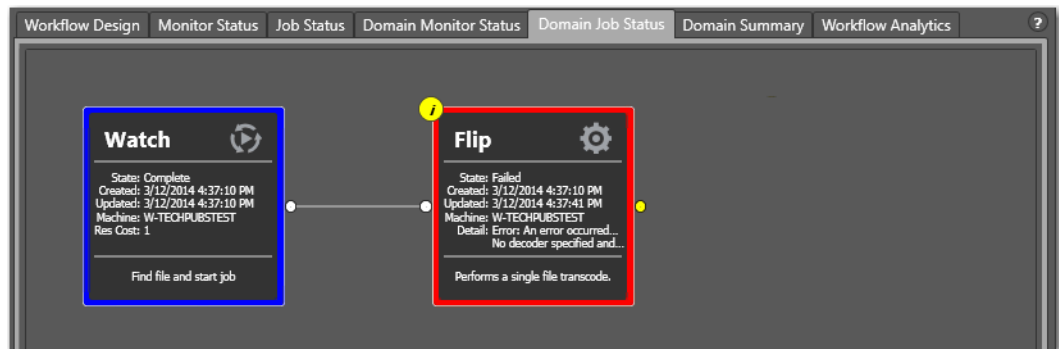 Workflow Design Monitor Status Job Status Domain Monitor Status Domain Job Status Domain Summary Workflow Analytics ?
i
Watch
State: Complete
Created: 3/12/2014 4:37:10 PM
Updated: 3/12/2014 4:37:10 PM
Machine: W-TECHPUBSTEST
Res Cost: 1
Find file and start job
Flip
State: Failed
Created: 3/12/2014 4:37:10 PM
Updated: 3/12/2014 4:37:41 PM
Machine: W-TECHPUBSTEST
Detail: Error: An error occurred...
No decoder specified and...
Performs a single file transcode.